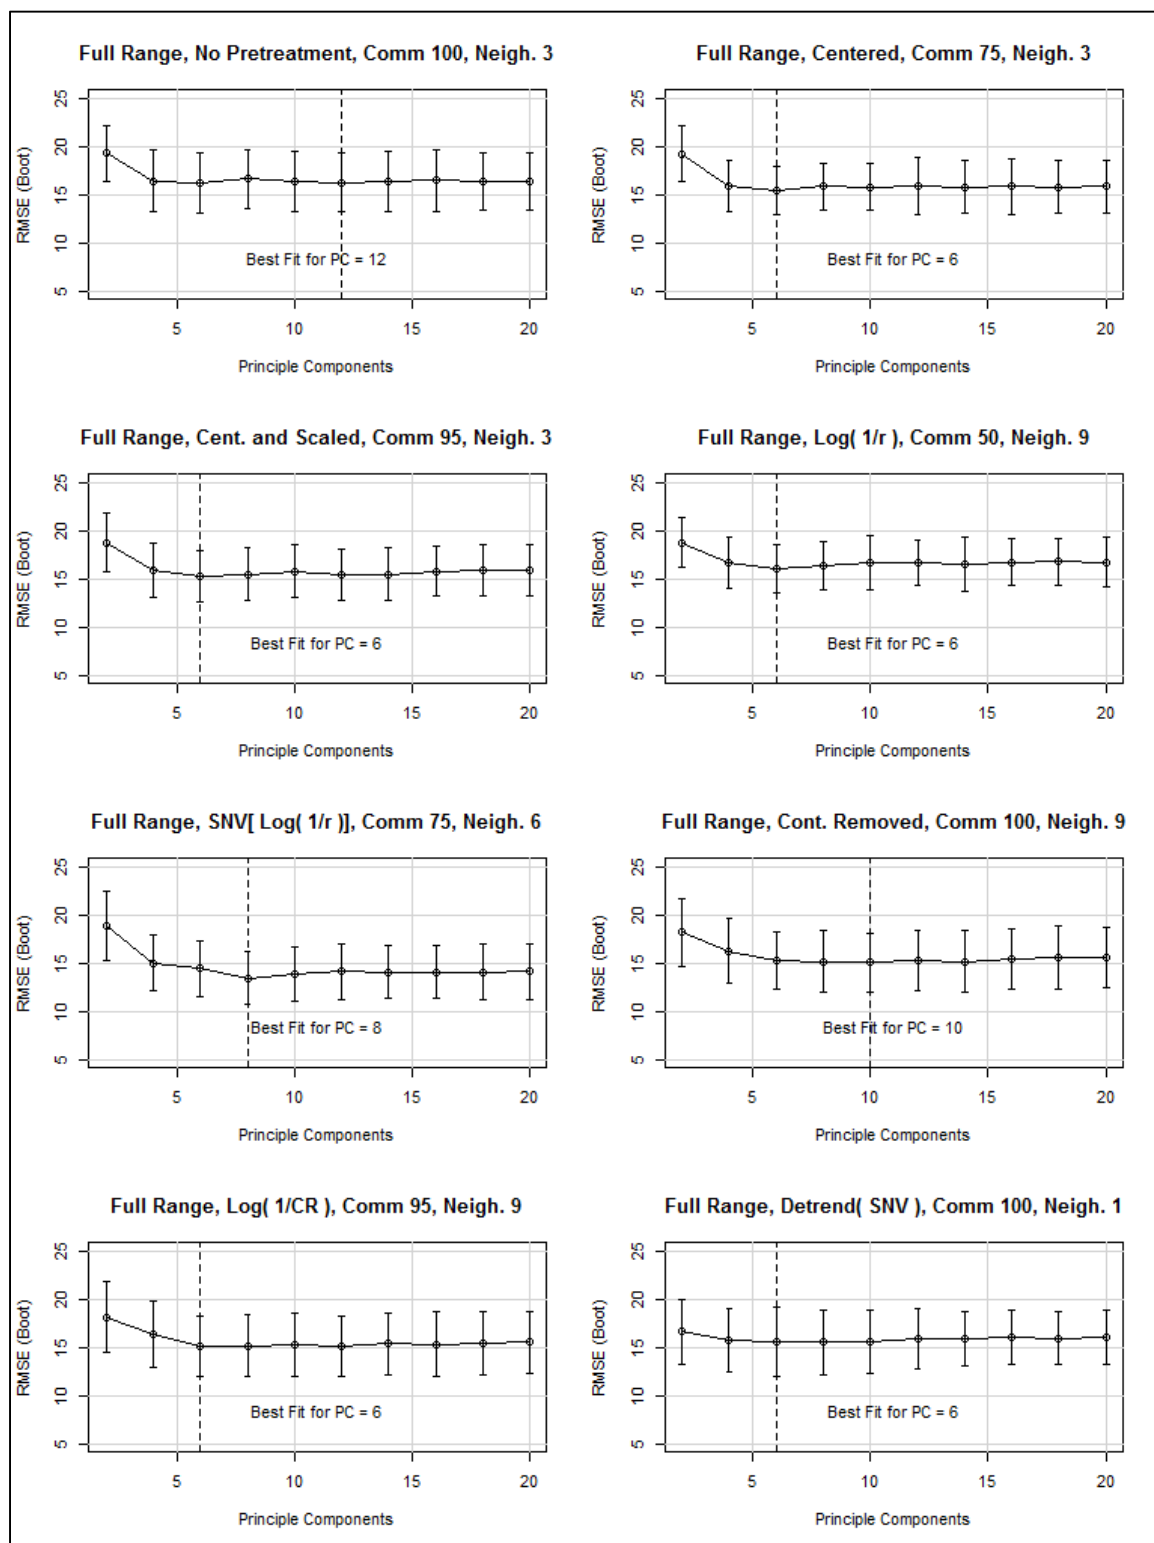 Full Range, No Pretreatment, Comm 100, Neigh. 3
RMSE (Boot)
25
20
15
10
5
Best Fit for PC = 12
5 10 15 20
Principle Components
Full Range, Centered, Comm 75, Neigh. 3
RMSE (Boot)
25
20
15
10
5
Best Fit for PC = 6
5 10 15 20
Principle Components
Full Range, Cent. and Scaled, Comm 95, Neigh. 3
RMSE (Boot)
25
20
15
10
5
Best Fit for PC = 6
5 10 15 20
Principle Components
Full Range, Log( 1/r ), Comm 50, Neigh. 9
RMSE (Boot)
25
20
15
10
5
Best Fit for PC = 6
5 10 15 20
Principle Components
Full Range, SNV[ Log( 1/r )], Comm 75, Neigh. 6
RMSE (Boot)
25
20
15
10
5
Best Fit for PC = 8
5 10 15 20
Principle Components
Full Range, Cont. Removed, Comm 100, Neigh. 9
RMSE (Boot)
25
20
15
10
5
Best Fit for PC = 10
5 10 15 20
Principle Components
Full Range, Log( 1/CR ), Comm 95, Neigh. 9
RMSE (Boot)
25
20
15
10
5
Best Fit for PC = 6
5 10 15 20
Principle Components
Full Range, Detrend( SNV ), Comm 100, Neigh. 1
RMSE (Boot)
25
20
15
10
5
Best Fit for PC = 6
5 10 15 20
Principle Components